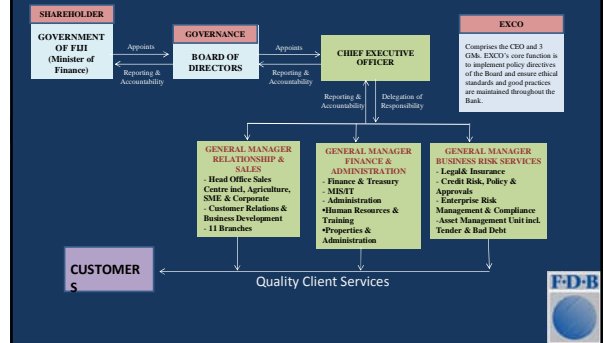 SHAREHOLDER
GOVERNMENT
OF FIJI
(Minister of
Finance)
Appoints
Reporting &
Accountability
GOVERNANCE
BOARD OF
DIRECTORS
Appoints
Reporting &
Accountability
CHIEF EXECUTIVE
OFFICER
EXCO
Comprises the CEO and 3
GMs. EXCO's core function is
to implement policy directives
of the Board and ensure ethical
standards and good practices
are maintained throughout the
Bank.
Reporting &
Accountability
Delegation of
Responsibility
GENERAL MANAGER
RELATIONSHIP &
SALES
- Head Office Sales
Centre incl, Agriculture,
SME & Corporate
- Customer Relations &
Business Development
- 11 Branches
GENERAL MANAGER
FINANCE &
ADMINISTRATION
- Finance & Treasury
- MIS/IT
- Administration
•Human Resources &
Training
•Properties &
Administration
GENERAL MANAGER
BUSINESS RISK SERVICES
- Legal& Insurance
- Credit Risk, Policy &
Approvals
- Enterprise Risk
Management & Compliance
-Asset Management Unit incl.
Tender & Bad Debt
CUSTOMER
S
Quality Client Services
F·D·B